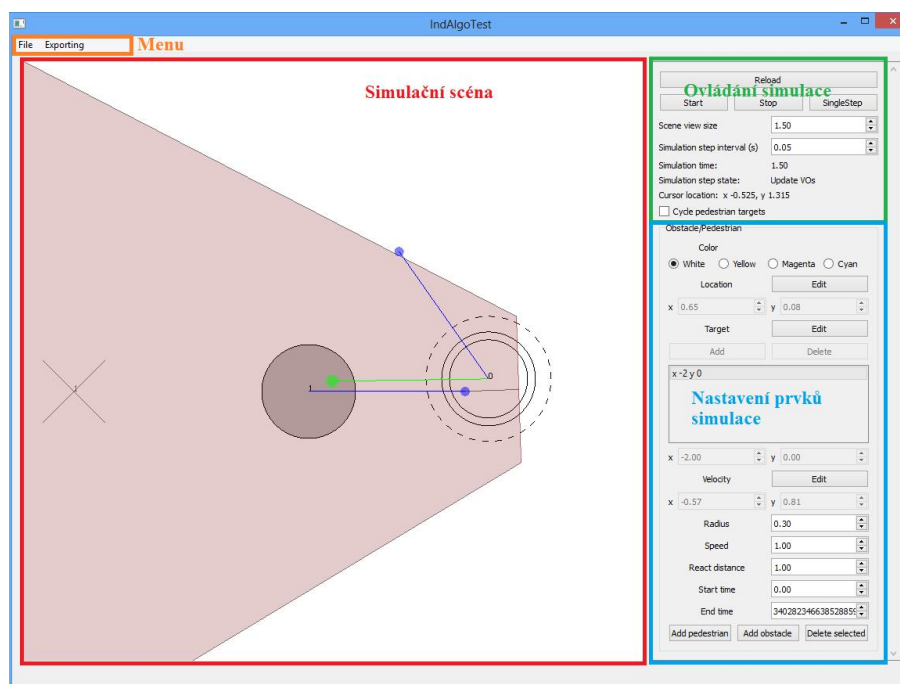 IndAlgoTest
File Exporting Menu
Simulační scéna
Reload
Ovládání simulace
Start Stop SingleStep
Scene view size 1.50
Simulation step interval (s) 0.05
Simulation time: 1.50
Simulation step state: Update VOs
Cursor location: x -0.525, y 1.315
Cycle pedestrian targets
Obstacle/Pedestrian
Color
White Yellow Magenta Cyan
Location Edit
x 0.65 y 0.08
Target Edit
Add Delete
x -2 y 0
Nastavení prvků
simulace
x -2.00 y 0.00
Velocity Edit
x -0.57 y 0.81
Radius 0.30
Speed 1.00
React distance 1.00
Start time 0.00
End time 340282346638528859
Add pedestrian Add obstacle Delete selected
1
1
0